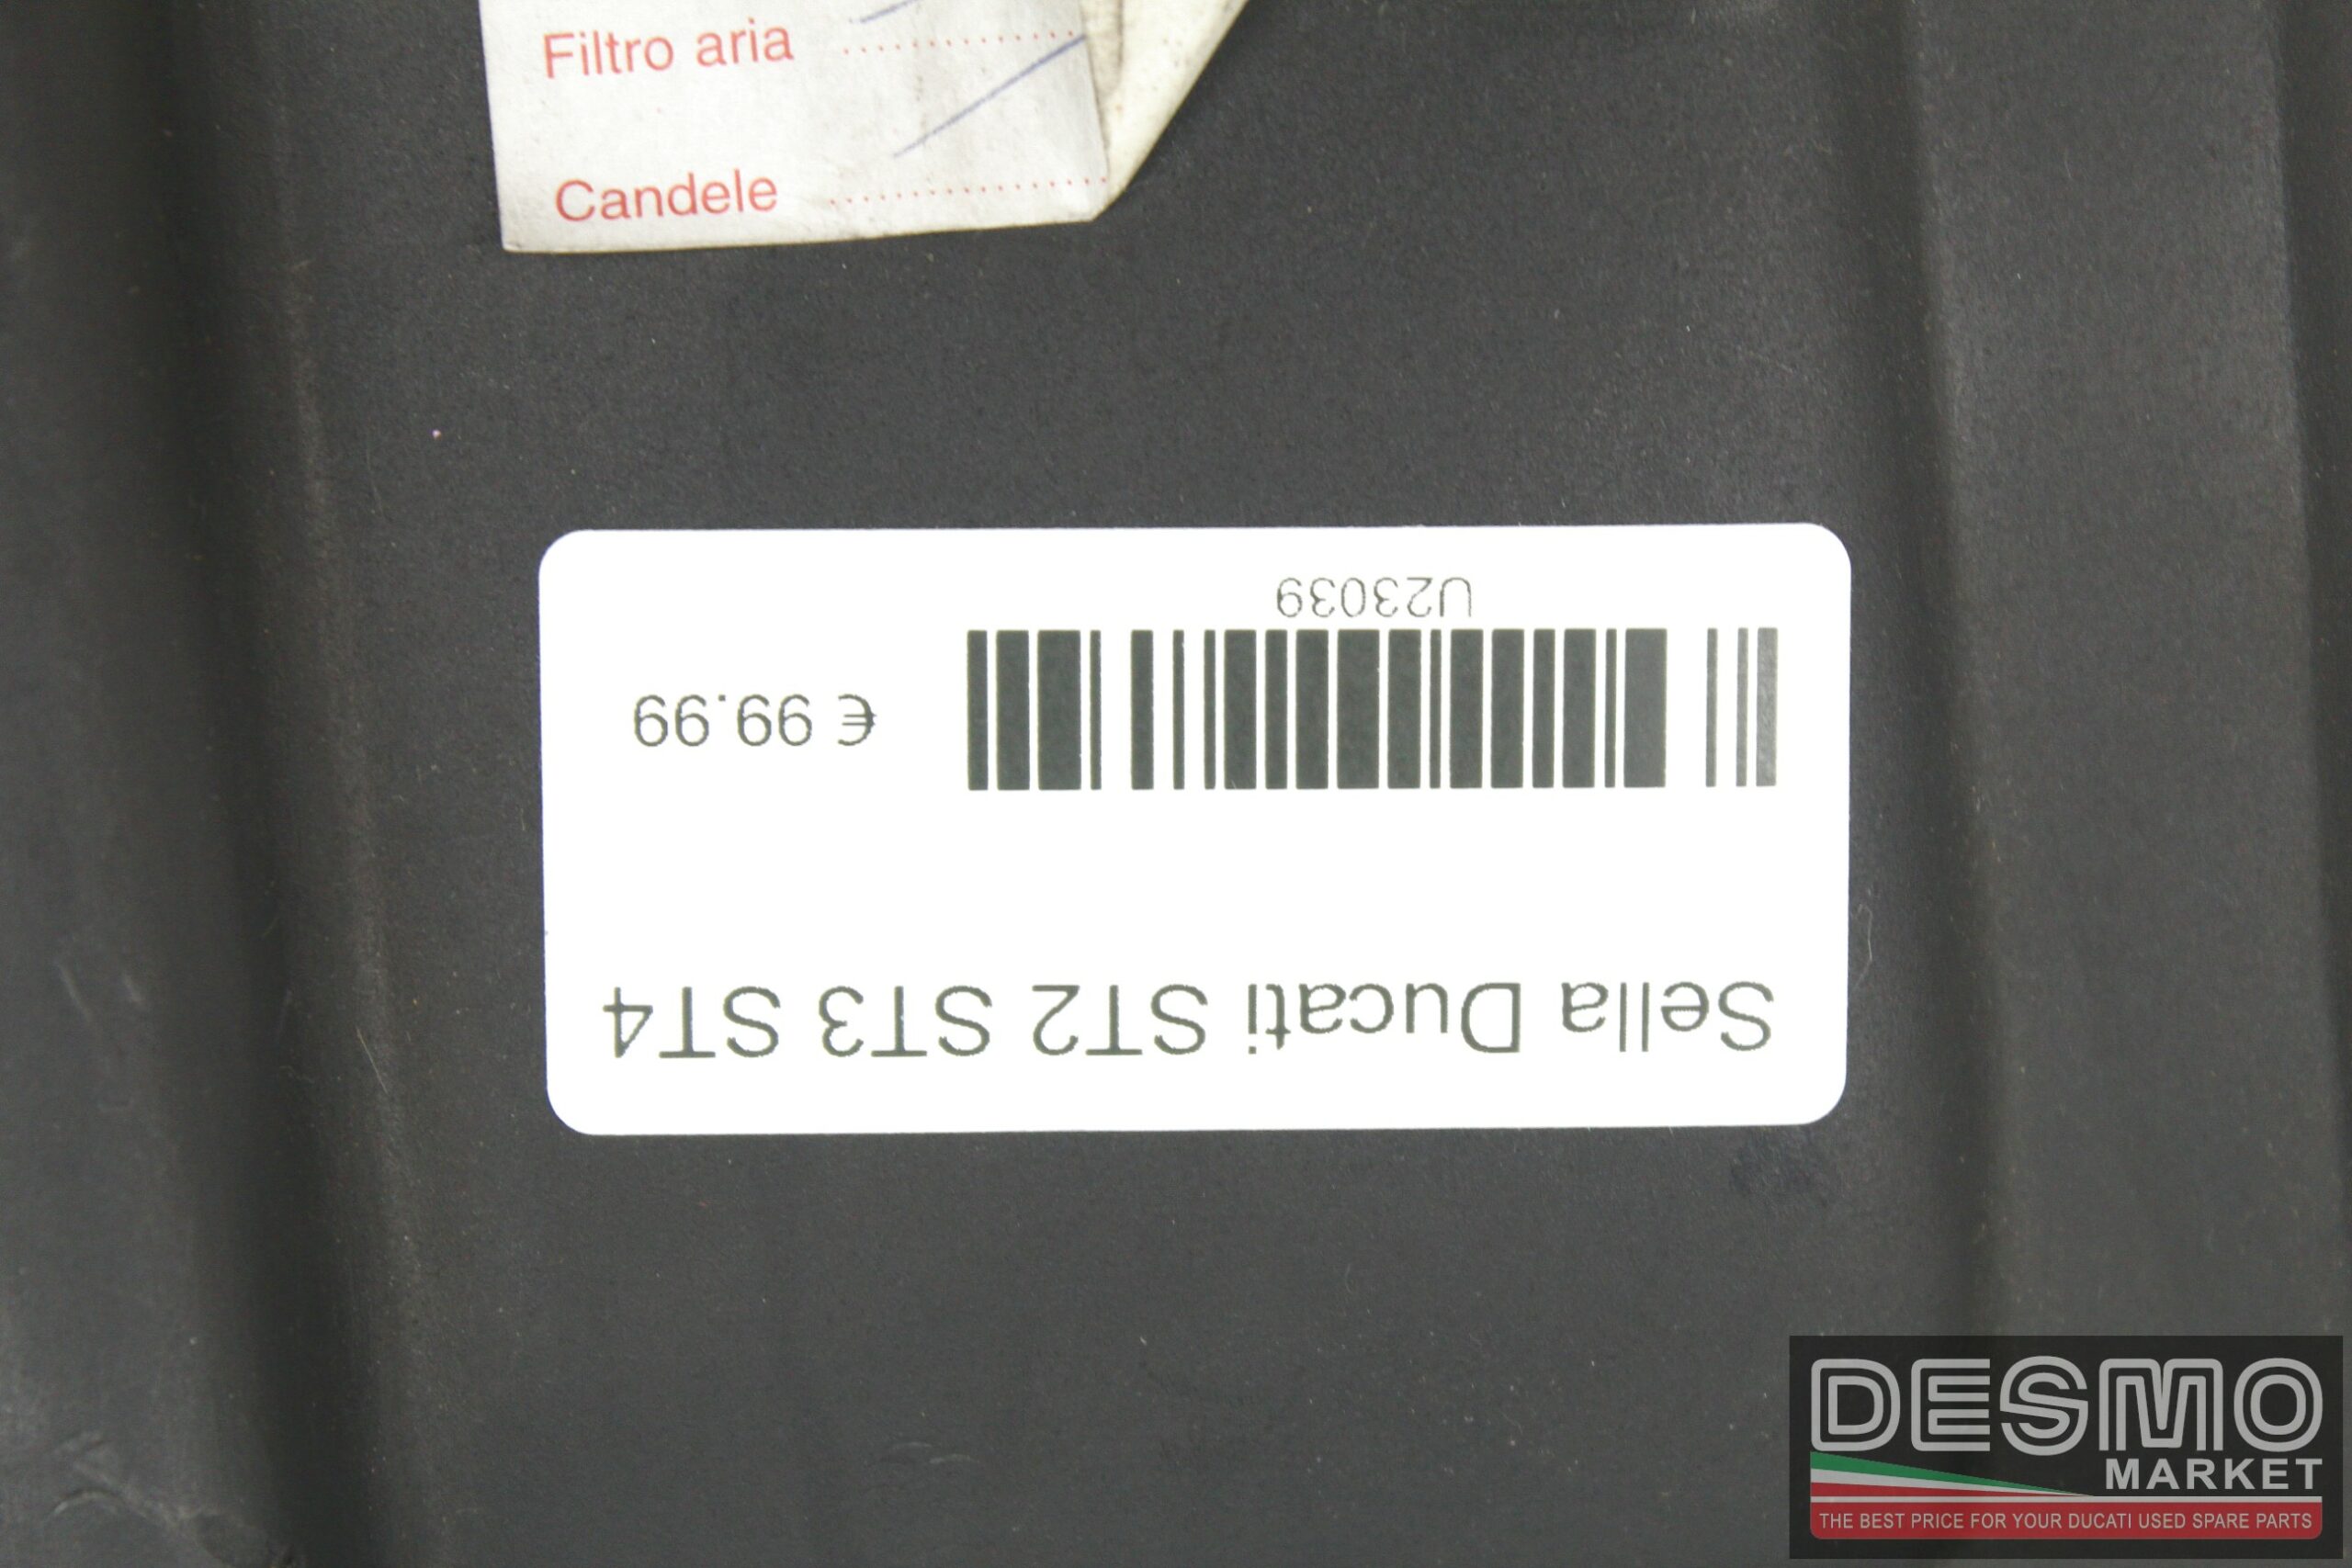 Filtro aria
Candele
Sella Ducati ST2 ST3 ST4
€ 99.99
U23039
DESMO
MARKET
THE BEST PRICE FOR YOUR DUCATI USED SPARE PARTS